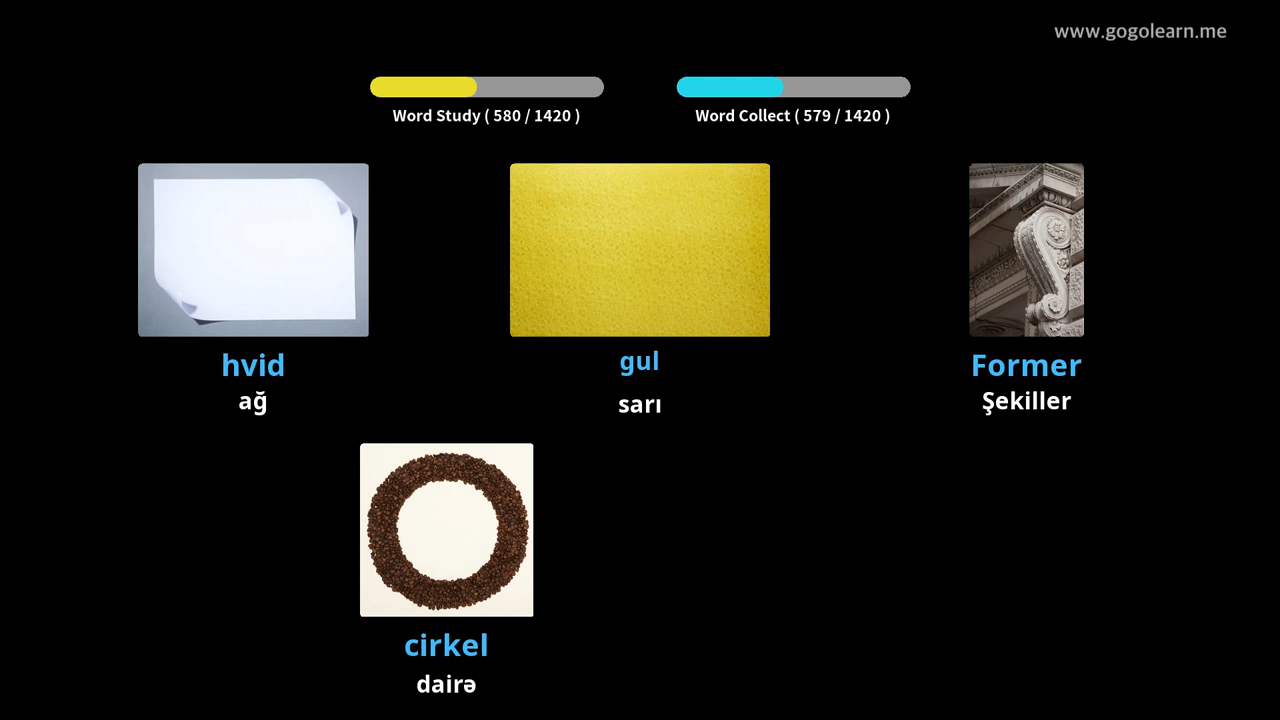 www.gogolearn.me
Word Study ( 580 / 1420 )
Word Collect ( 579 / 1420 )
hvid
ağ
gul
sarı
Former
Şekiller
cirkel
dairə